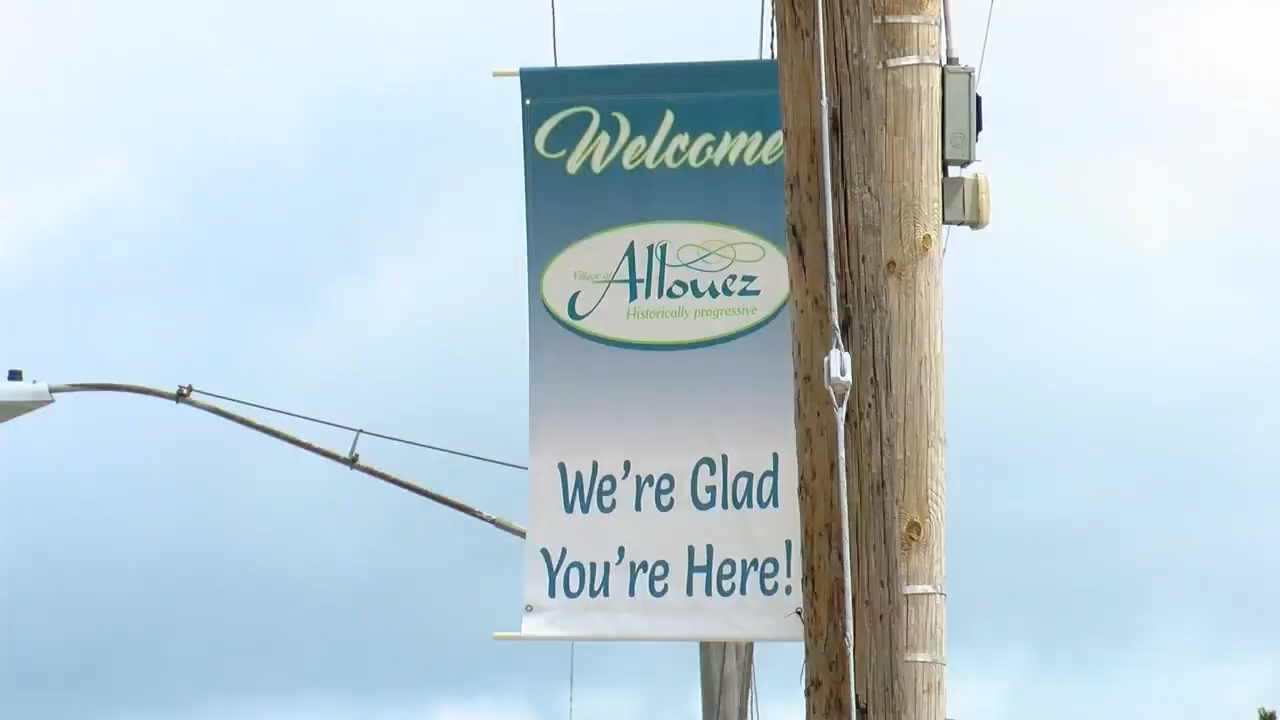 Welcome
Village of
Allouez
Historically progressive
We're Glad
You're Here!